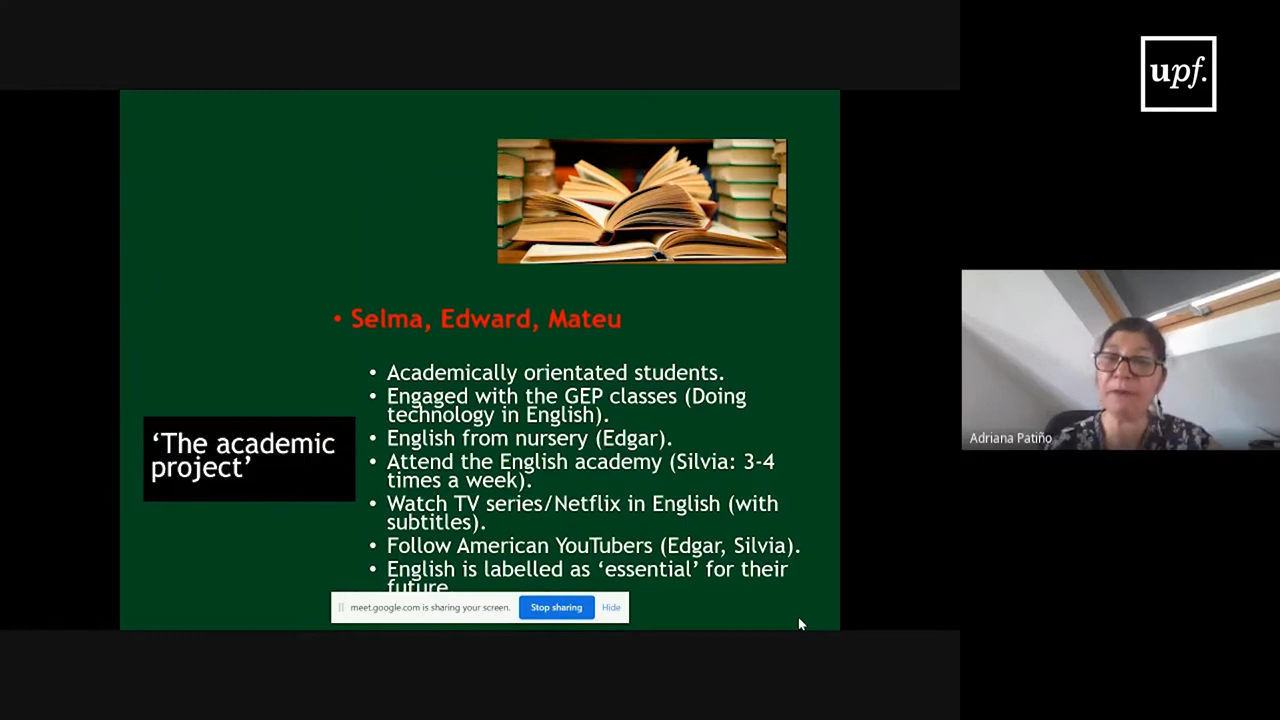 upf.
• Selma, Edward, Mateu
• Academically orientated students.
• Engaged with the GEP classes (Doing
technology in English).
• English from nursery (Edgar).
• Attend the English academy (Silvia: 3-4
times a week).
• Watch TV series/Netflix in English (with
subtitles).
• Follow American YouTubers (Edgar, Silvia).
• English is labelled as ‘essential’ for their
future.
‘The academic
project’
meet.google.com is sharing your screen.
Stop sharing
Hide
Adriana Patiño